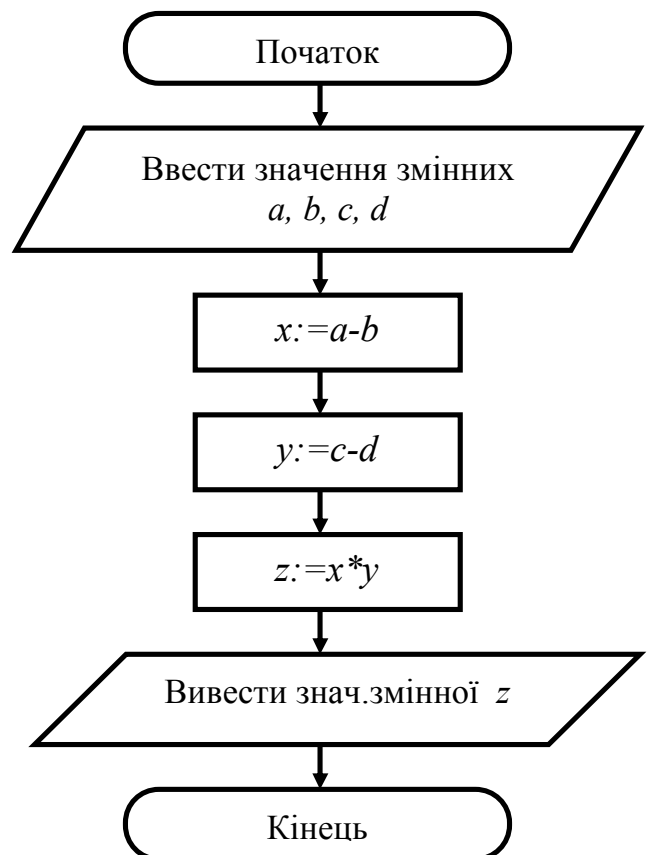 Початок
Ввести значення змінних
a, b, c, d
x:=a-b
y:=c-d
z:=x*y
Вивести знач.змінної z
Кінець